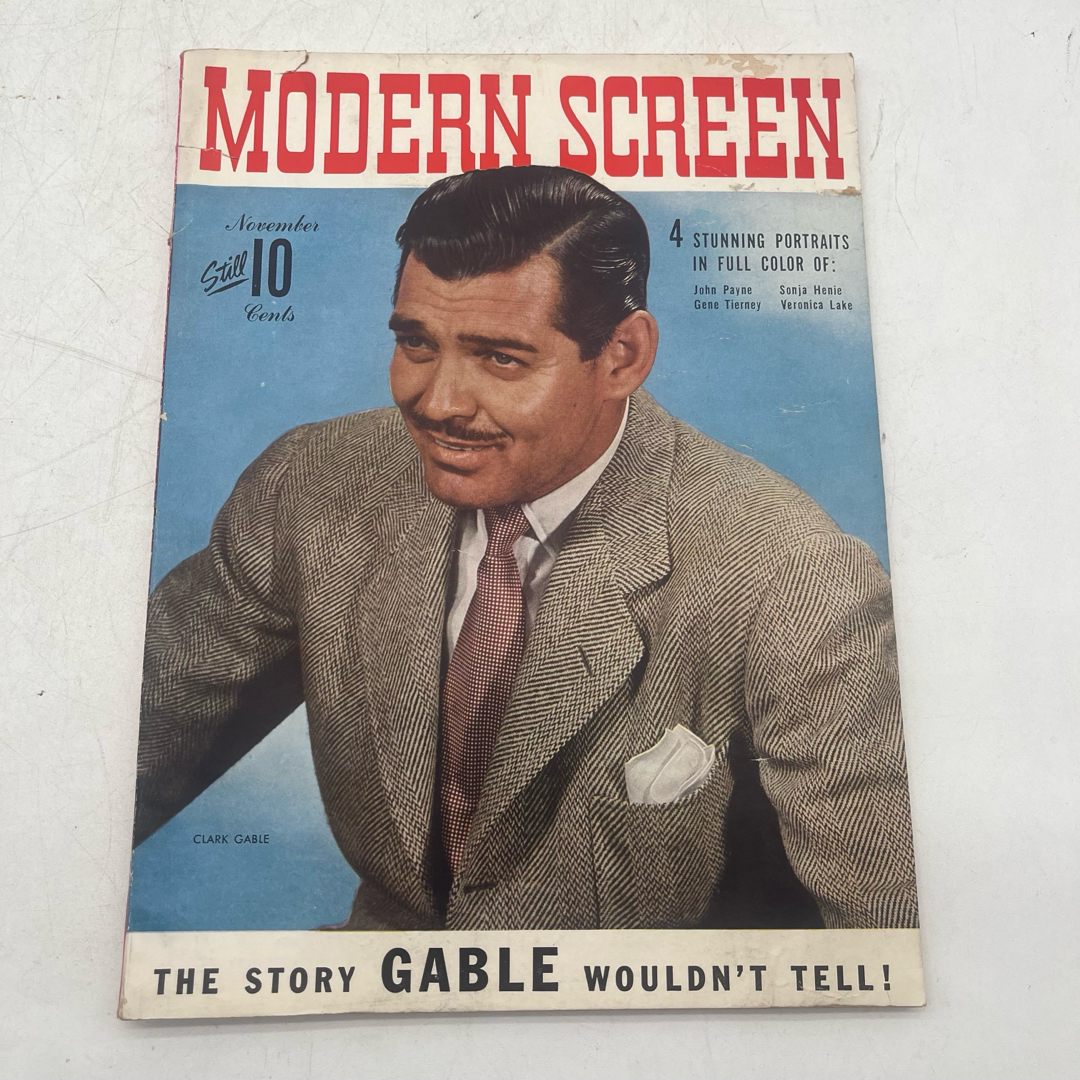 MODERN SCREEN
November
Still 10
Cents
4 STUNNING PORTRAITS
IN FULL COLOR OF:
John Payne Sonja Henie
Gene Tierney Veronica Lake
CLARK GABLE
THE STORY GABLE WOULDN'T TELL!